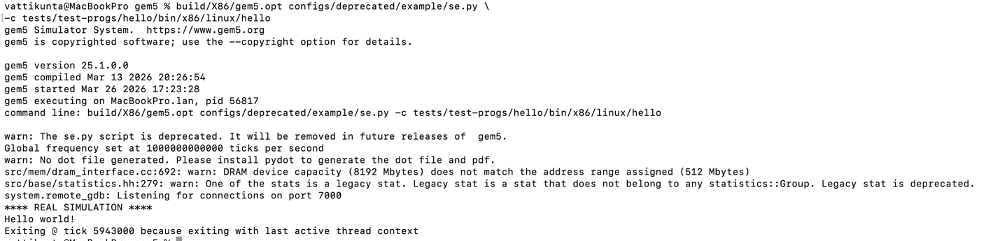 vattikunta@MacBookPro gem5 % build/X86/gem5.opt configs/deprecated/example/se.py \
-c tests/test-progs/hello/bin/x86/linux/hello
gem5 Simulator System.  https://www.gem5.org
gem5 is copyrighted software; use the --copyright option for details.

gem5 version 25.1.0.0
gem5 compiled Mar 13 2026 20:26:54
gem5 started Mar 26 2026 17:23:28
gem5 executing on MacBookPro.lan, pid 56817
command line: build/X86/gem5.opt configs/deprecated/example/se.py -c tests/test-progs/hello/bin/x86/linux/hello

warn: The se.py script is deprecated. It will be removed in future releases of  gem5.
Global frequency set at 1000000000000 ticks per second
warn: No dot file generated. Please install pydot to generate the dot file and pdf.
src/mem/dram_interface.cc:692: warn: DRAM device capacity (8192 Mbytes) does not match the address range assigned (512 Mbytes)
src/base/statistics.hh:279: warn: One of the stats is a legacy stat. Legacy stat is a stat that does not belong to any statistics::Group. Legacy stat is deprecated.
system.remote_gdb: Listening for connections on port 7000
**** REAL SIMULATION ****
Hello world!
Exiting @ tick 5943000 because exiting with last active thread context